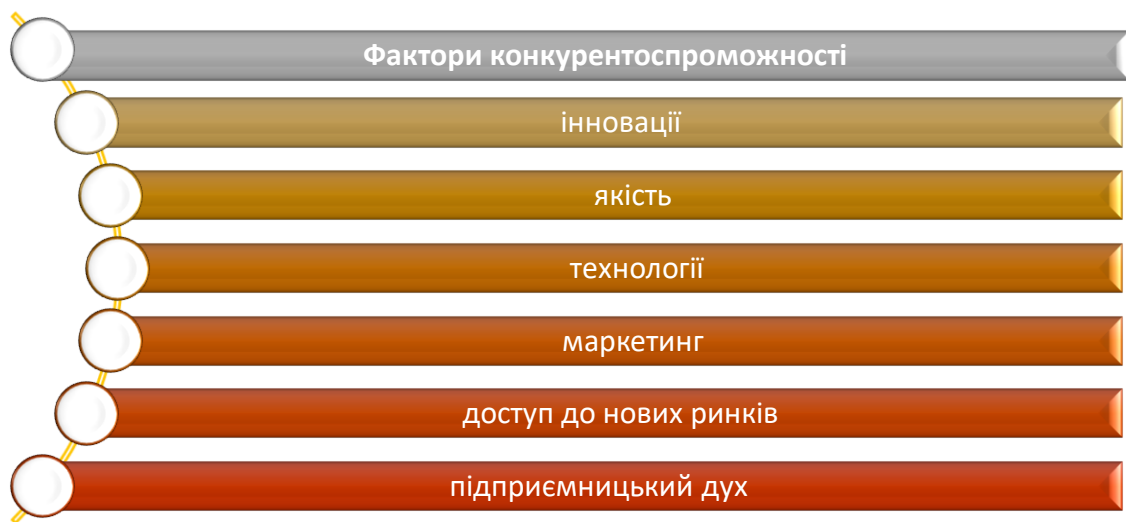 Фактори конкурентоспроможності
інновації
якість
технології
маркетинг
доступ до нових ринків
підприємницький дух